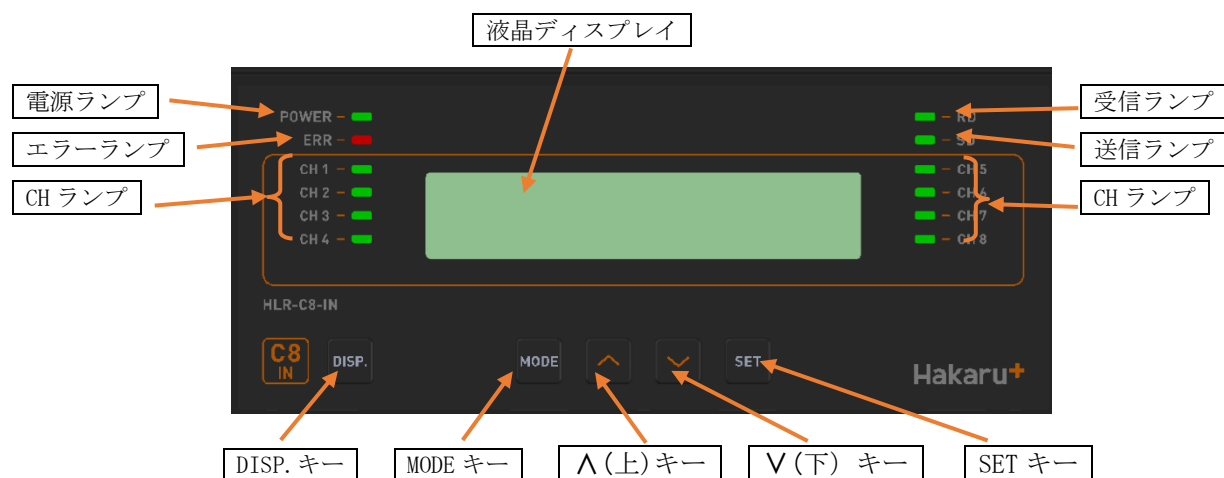 液晶ディスプレイ
電源ランプ
エラーランプ
CH ランプ
受信ランプ
送信ランプ
CH ランプ
POWER
ERR
CH 1
CH 2
CH 3
CH 4
RD
SD
CH 5
CH 6
CH 7
CH 8
HLR-C8-IN
C8
IN
DISP.
MODE
SET
Hakaru+
DISP. キー
MODE キー
∧(上)キー
∨(下) キー
SET キー